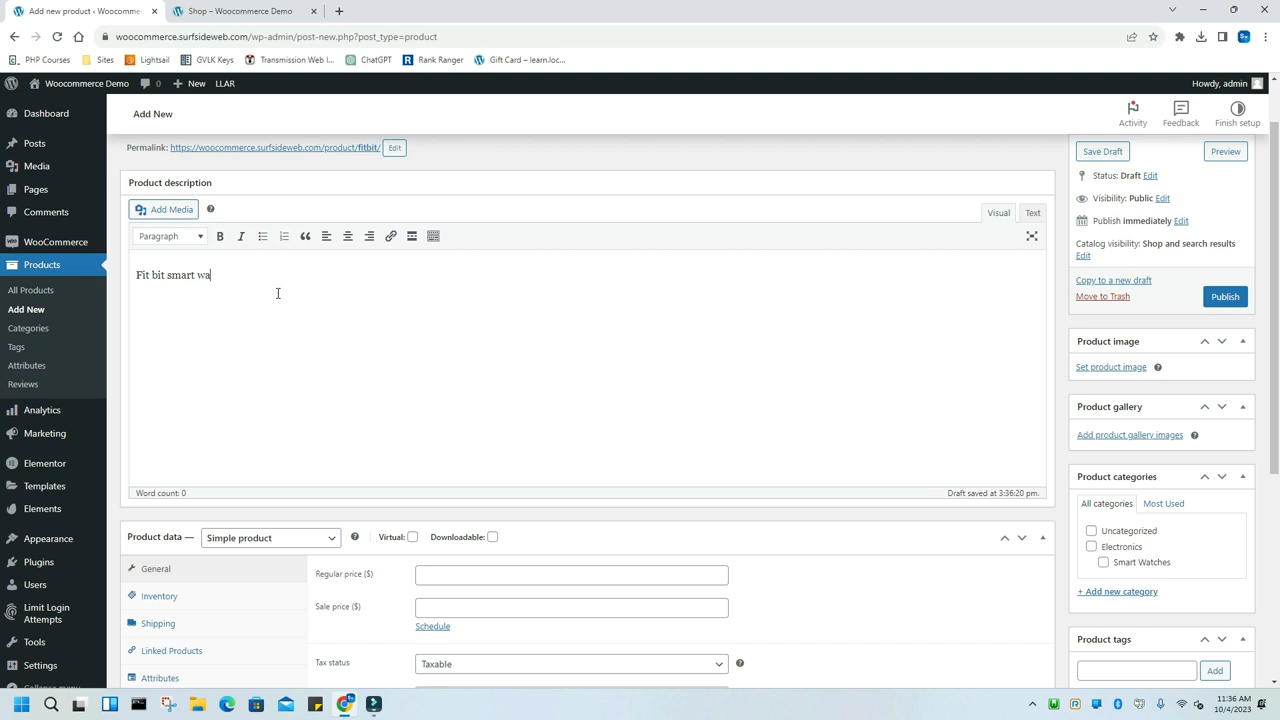 Add new product ‹ Woocommer
Shop – Woocommerce Demo
woocommerce.surfsideweb.com/wp-admin/post-new.php?post_type=product
PHP Courses
Sites
Lightsail
GVLK Keys
Transmission Web I...
ChatGPT
Rank Ranger
Gift Card – learn.loc...
Woocommerce Demo
0
New
LLAR
Howdy, admin
Dashboard
Posts
Media
Pages
Comments
WooCommerce
Products
All Products
Add New
Categories
Tags
Attributes
Reviews
Analytics
Marketing
Elementor
Templates
Elements
Appearance
Plugins
Users
Limit Login
Attempts
Tools
Settings
Collapse menu
Add New
Activity
Feedback
Finish setup
Permalink: https://woocommerce.surfsideweb.com/product/fitbit/ Edit
Product description
Add Media
Visual
Text
Paragraph
Fit bit smart wa
Word count: 0
Draft saved at 3:36:20 pm.
Product data — Simple product
Virtual:
Downloadable:
General
Inventory
Shipping
Linked Products
Attributes
Regular price ($)
Sale price ($)
Schedule
Tax status
Taxable
Save Draft
Preview
Status: Draft Edit
Visibility: Public Edit
Publish immediately Edit
Catalog visibility: Shop and search results
Edit
Copy to a new draft
Move to Trash
Publish
Product image
Set product image
Product gallery
Add product gallery images
Product categories
All categories
Most Used
Uncategorized
Electronics
Smart Watches
+ Add new category
Product tags
Add
11:36 AM
10/4/2023